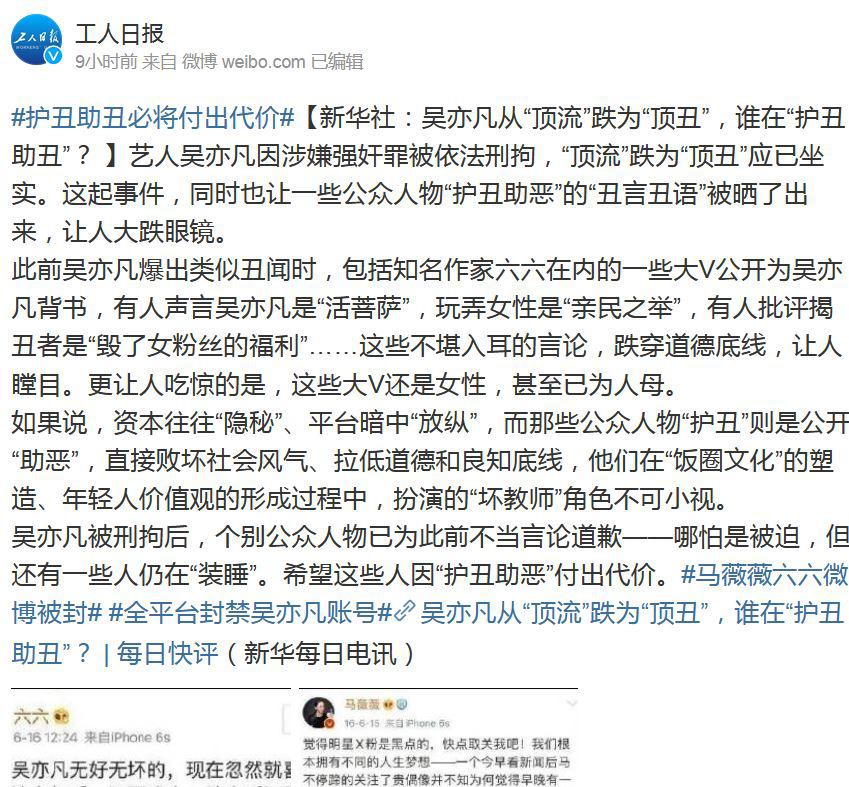 工人日报
WORKERS' DAILY
工人日报
9小时前 来自 微博 weibo.com 已编辑
#护丑助丑必将付出代价#【新华社：吴亦凡从“顶流”跌为“顶丑”，谁在“护丑
助丑”？ 】艺人吴亦凡因涉嫌强奸罪被依法刑拘，“顶流”跌为“顶丑”应已坐
实。这起事件，同时也让一些公众人物“护丑助恶”的“丑言丑语”被晒了出
来，让人大跌眼镜。
此前吴亦凡爆出类似丑闻时，包括知名作家六六在内的一些大V公开为吴亦
凡背书，有人声言吴亦凡是“活菩萨”，玩弄女性是“亲民之举”，有人批评揭
丑者是“毁了女粉丝的福利”……这些不堪入耳的言论，跌穿道德底线，让人
瞠目。更让人吃惊的是，这些大V还是女性，甚至已为人母。
如果说，资本往往“隐秘”、平台暗中“放纵”，而那些公众人物“护丑”则是公开
“助恶”，直接败坏社会风气、拉低道德和良知底线，他们在“饭圈文化”的塑
造、年轻人价值观的形成过程中，扮演的“坏教师”角色不可小视。
吴亦凡被刑拘后，个别公众人物已为此前不当言论道歉——哪怕是被迫，但
还有一些人仍在“装睡”。希望这些人因“护丑助恶”付出代价。#马薇薇六六微
博被封# #全平台封禁吴亦凡账号# 吴亦凡从“顶流”跌为“顶丑”，谁在“护丑
助丑”？ | 每日快评（新华每日电讯）
六六
6-16 12:24 来自iPhone 6s
吴亦凡无好无坏的，现在忽然就喜
马薇薇
16-6-15 来自iPhone 6s
觉得明星X粉是黑点的，快点取关我吧！我们根
本拥有不同的人生梦想——一个今早看新闻后马
不停蹄的关注了贵偶像并不知为何觉得早晚有一